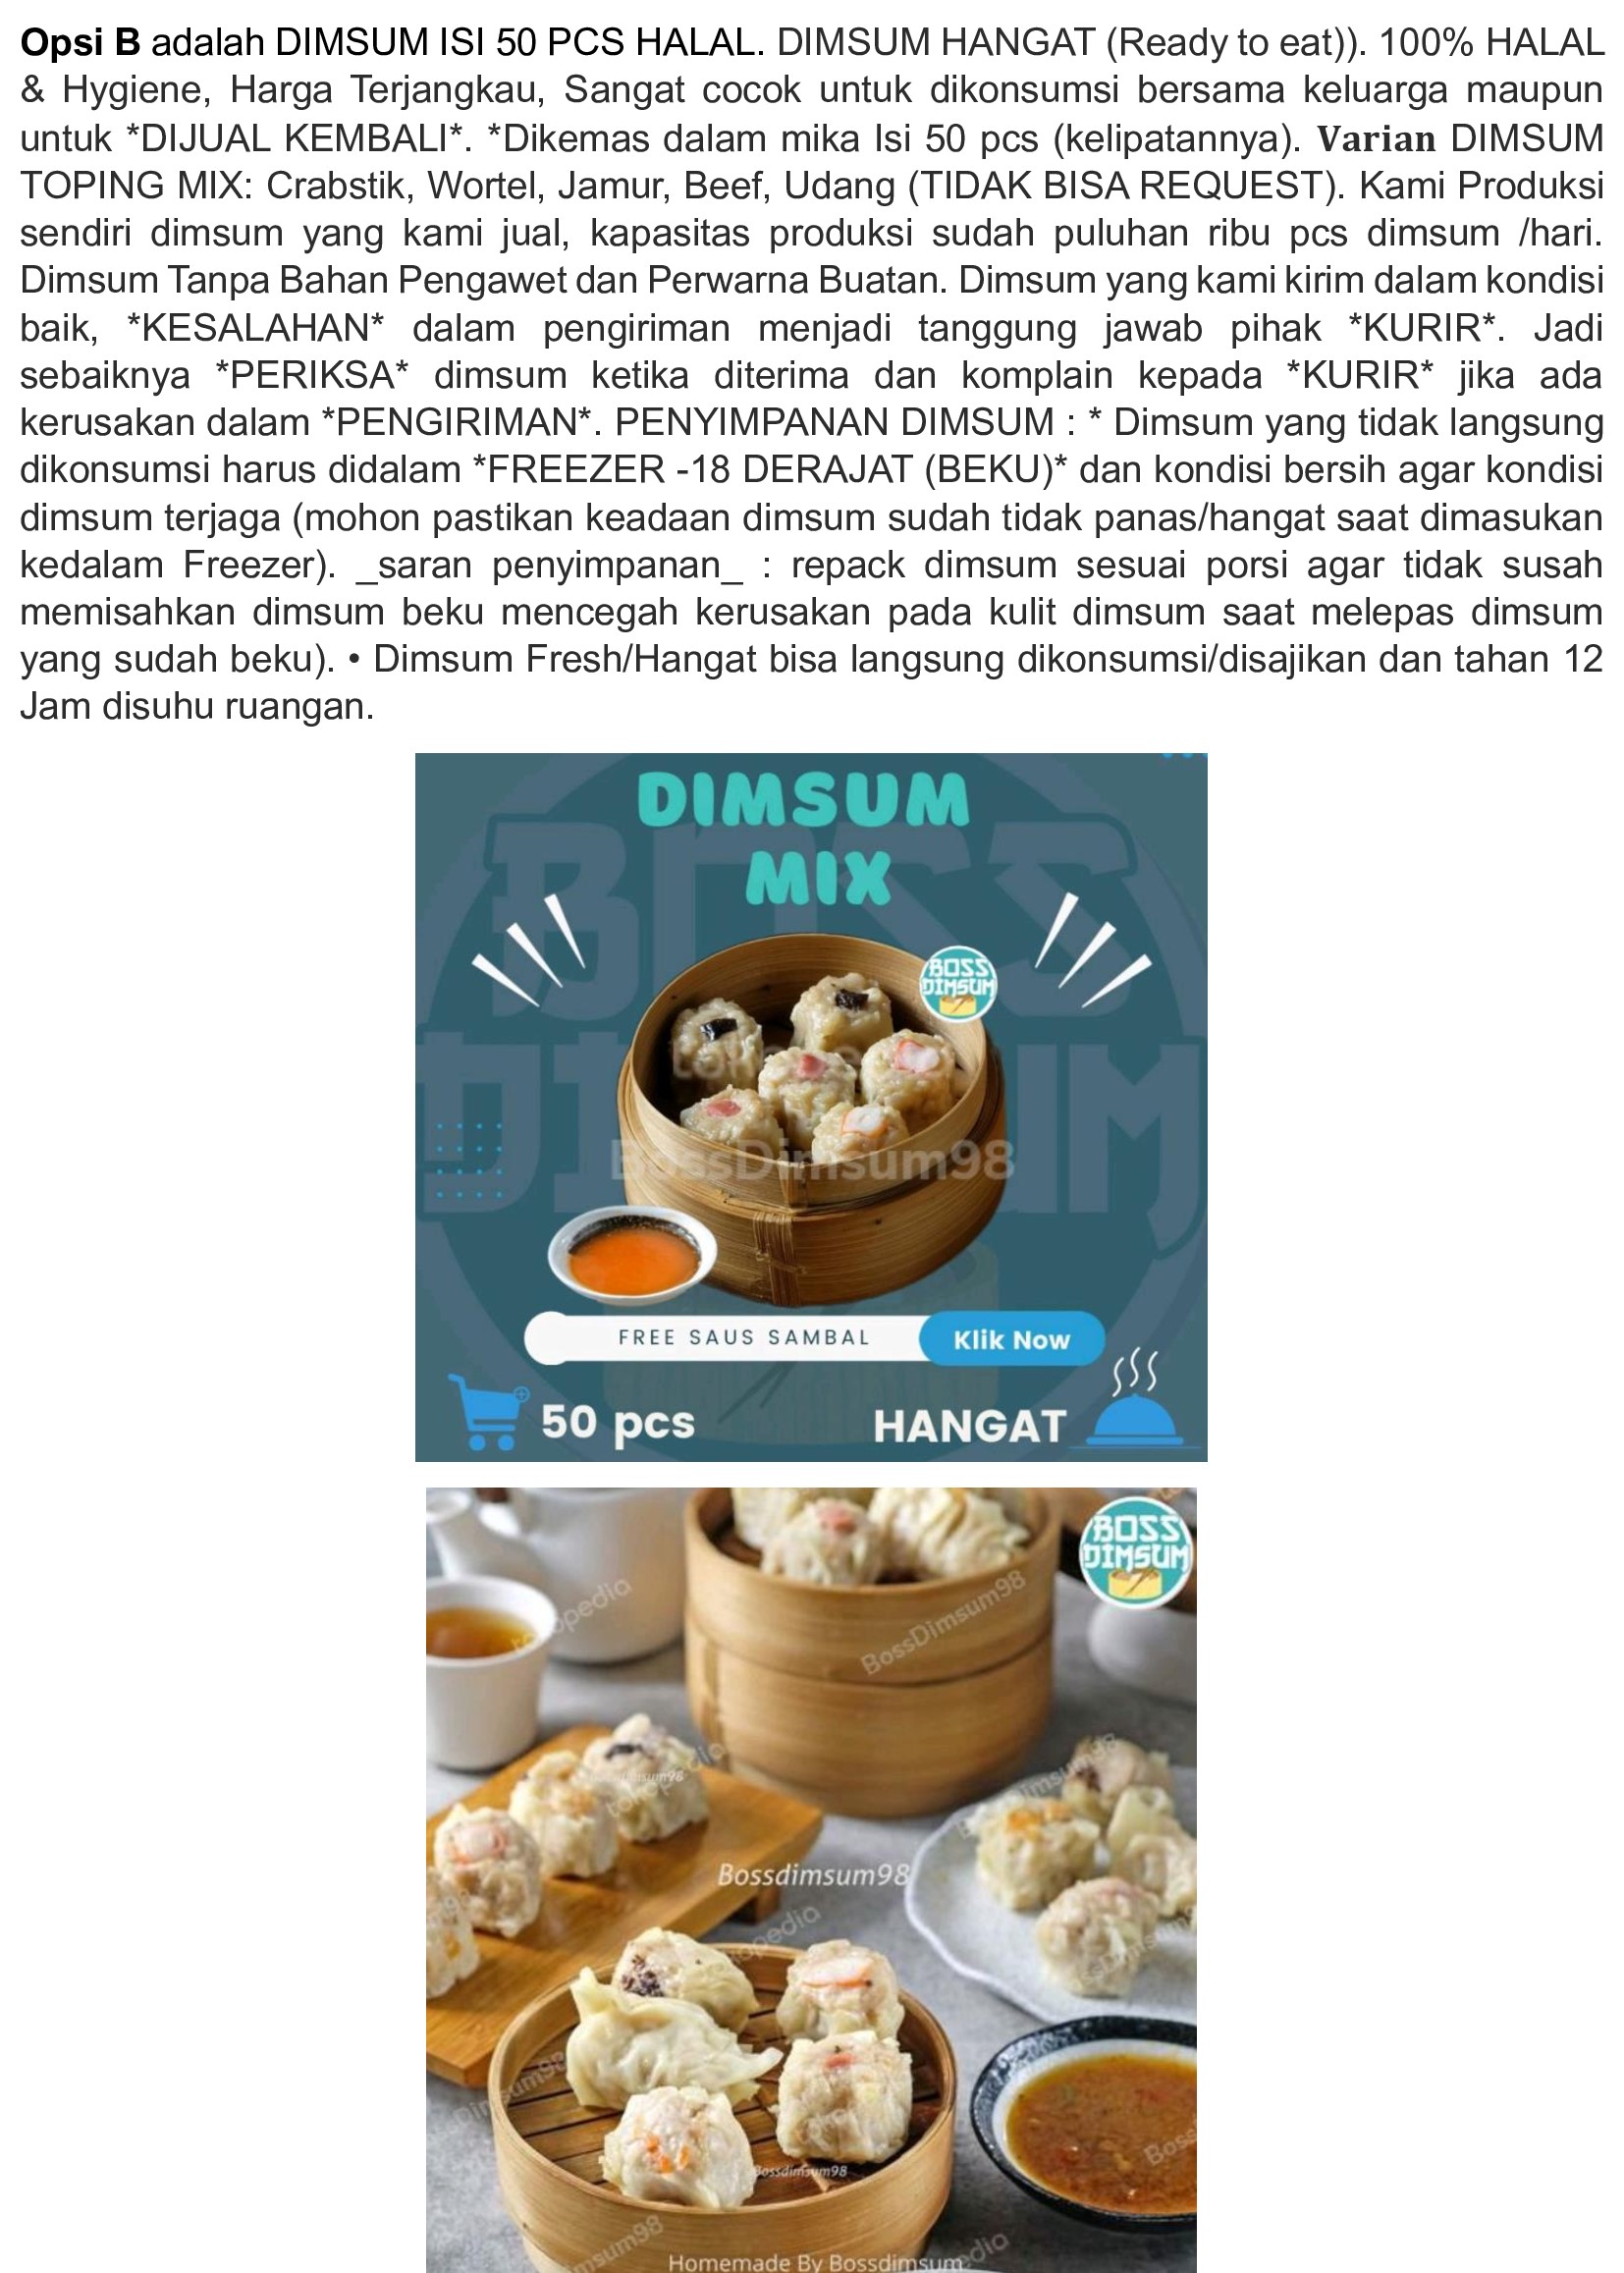 Opsi B adalah DIMSUM ISI 50 PCS HALAL. DIMSUM HANGAT (Ready to eat)). 100% HALAL
& Hygiene, Harga Terjangkau, Sangat cocok untuk dikonsumsi bersama keluarga maupun
untuk *DIJUAL KEMBALI*. *Dikemas dalam mika Isi 50 pcs (kelipatannya). Varian DIMSUM
TOPING MIX: Crabstik, Wortel, Jamur, Beef, Udang (TIDAK BISA REQUEST). Kami Produksi
sendiri dimsum yang kami jual, kapasitas produksi sudah puluhan ribu pcs dimsum /hari.
Dimsum Tanpa Bahan Pengawet dan Perwarna Buatan. Dimsum yang kami kirim dalam kondisi
baik, *KESALAHAN* dalam pengiriman menjadi tanggung jawab pihak *KURIR*. Jadi
sebaiknya *PERIKSA* dimsum ketika diterima dan komplain kepada *KURIR* jika ada
kerusakan dalam *PENGIRIMAN*. PENYIMPANAN DIMSUM : * Dimsum yang tidak langsung
dikonsumsi harus didalam *FREEZER -18 DERAJAT (BEKU)* dan kondisi bersih agar kondisi
dimsum terjaga (mohon pastikan keadaan dimsum sudah tidak panas/hangat saat dimasukan
kedalam Freezer). _saran penyimpanan_ : repack dimsum sesuai porsi agar tidak susah
memisahkan dimsum beku mencegah kerusakan pada kulit dimsum saat melepas dimsum
yang sudah beku). • Dimsum Fresh/Hangat bisa langsung dikonsumsi/disajikan dan tahan 12
Jam disuhu ruangan.
DIMSUM
MIX
BOSS
DIMSUM
BossDimsum98
FREE SAUS SAMBAL
Klik Now
50 pcs
HANGAT
BOSS
DIMSUM
BossDimsum98
Bossdimsum98
Bossdimsum98
Homemade By Bossdimsum